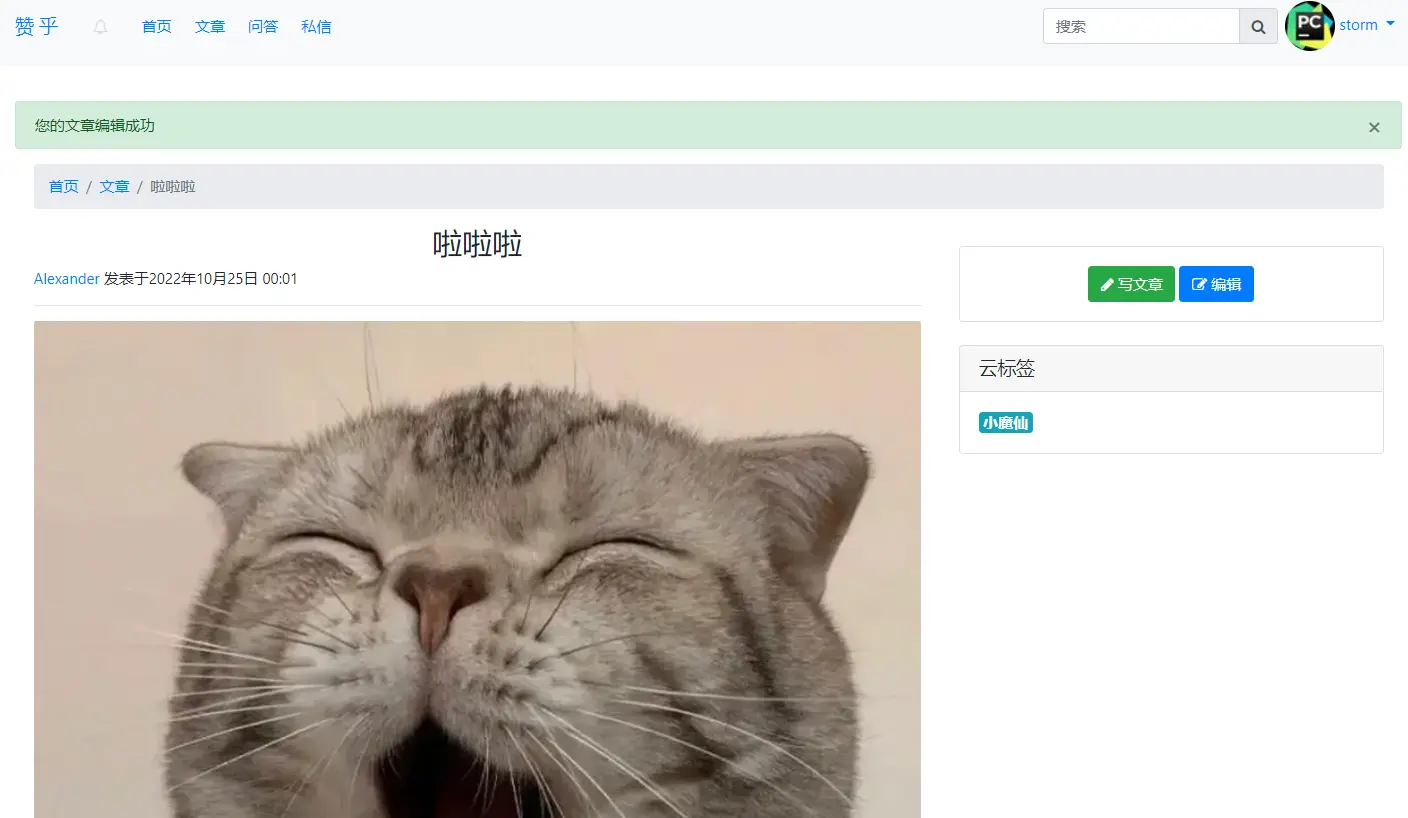 赞乎 首页 文章 问答 私信 搜索 PC storm
您的文章编辑成功 ×
首页 / 文章 / 啦啦啦
啦啦啦
Alexander 发表于2022年10月25日 00:01
写文章 编辑
云标签
小魔仙